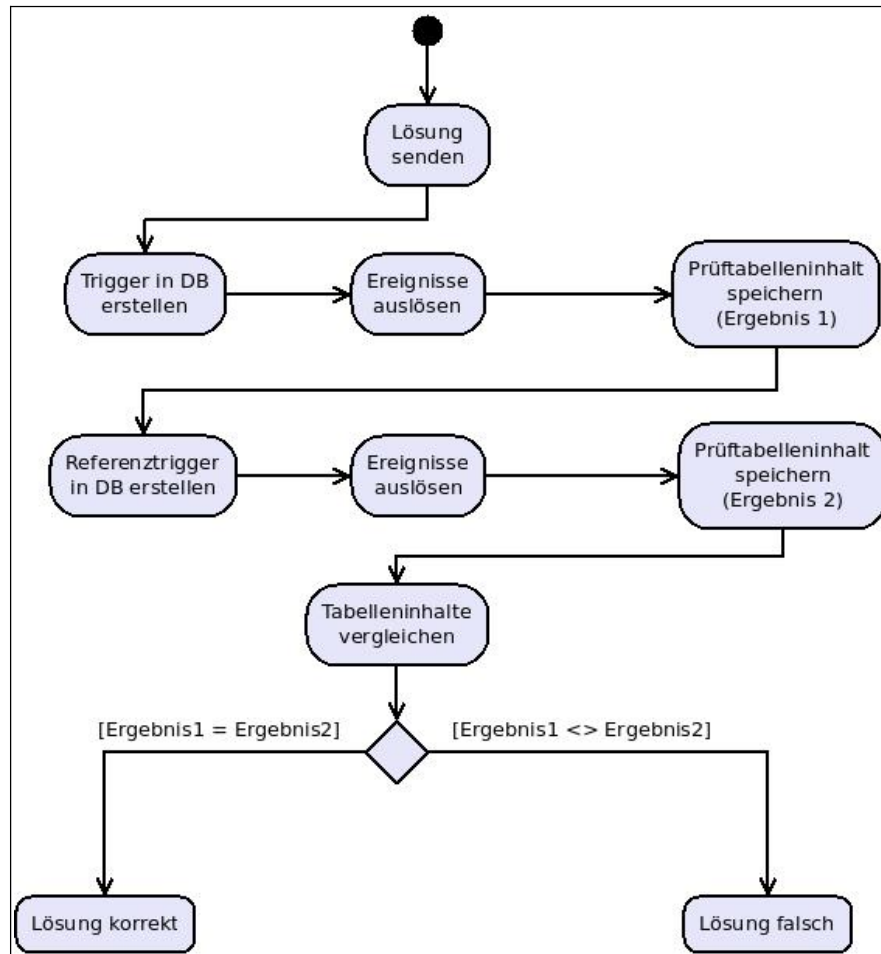 Lösung
senden
Trigger in DB
erstellen
Ereignisse
auslösen
Prüftabelleninhalt
speichern
(Ergebnis 1)
Referenztrigger
in DB erstellen
Ereignisse
auslösen
Prüftabelleninhalt
speichern
(Ergebnis 2)
Tabelleninhalte
vergleichen
[Ergebnis1 = Ergebnis2]
[Ergebnis1 <> Ergebnis2]
Lösung korrekt
Lösung falsch